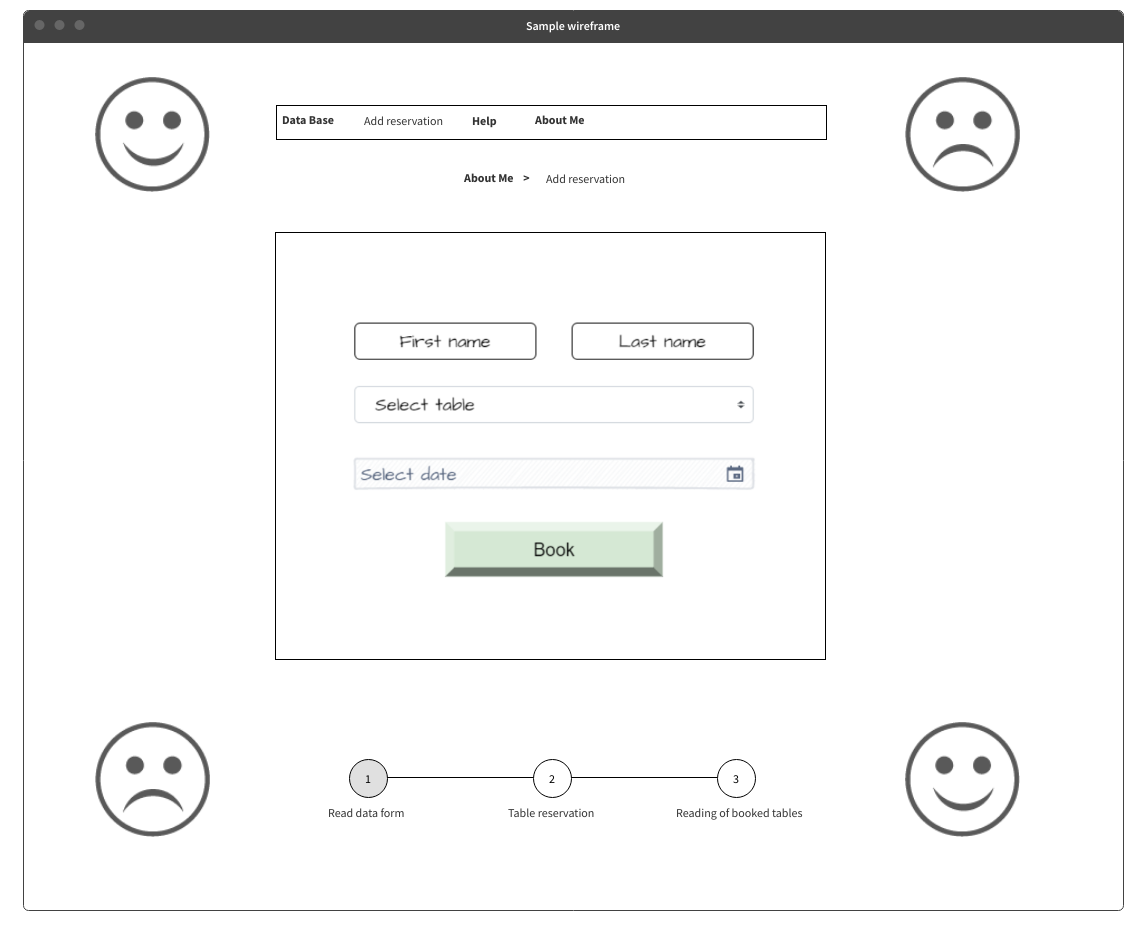 Sample wireframe
Data Base Add reservation Help About Me
About Me > Add reservation
First name Last name
Select table
Select date
Book
1 2 3
Read data form Table reservation Reading of booked tables